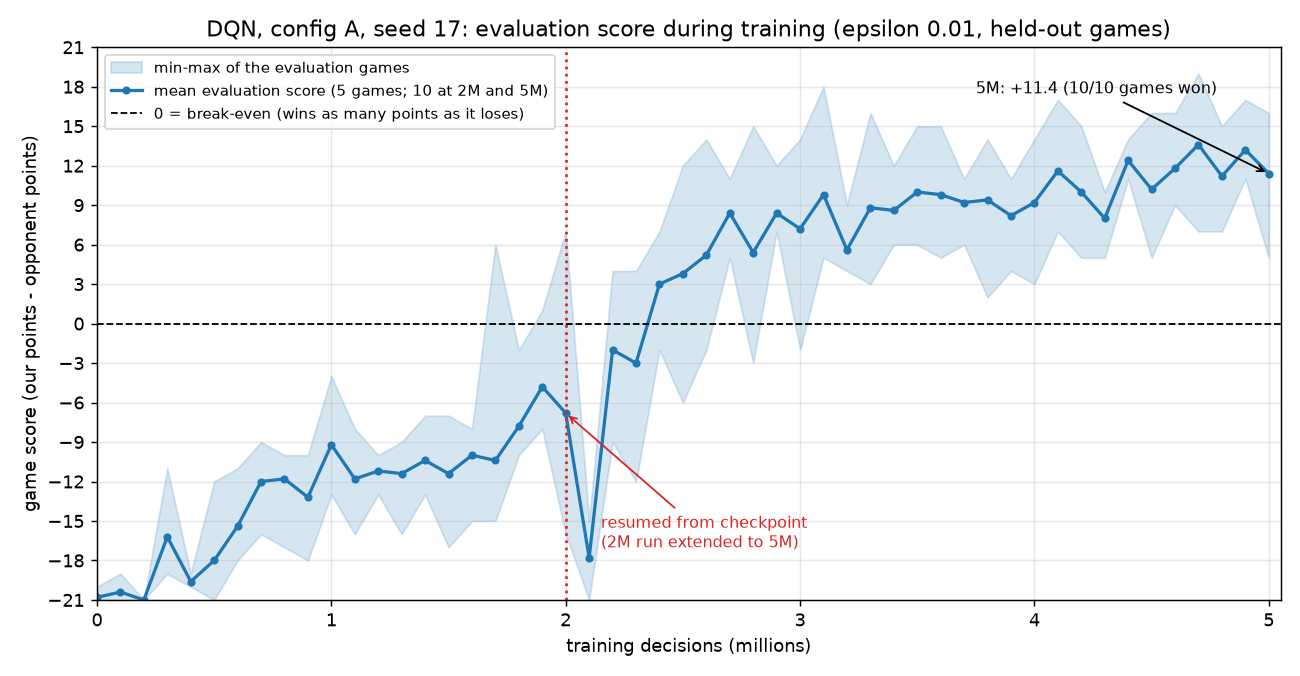 DQN, config A, seed 17: evaluation score during training (epsilon 0.01, held-out games)
game score (our points - opponent points)
21
18
15
12
9
6
3
0
−3
−6
−9
−12
−15
−18
−21
min-max of the evaluation games
mean evaluation score (5 games; 10 at 2M and 5M)
0 = break-even (wins as many points as it loses)
5M: +11.4 (10/10 games won)
resumed from checkpoint
(2M run extended to 5M)
0
1
2
3
4
5
training decisions (millions)